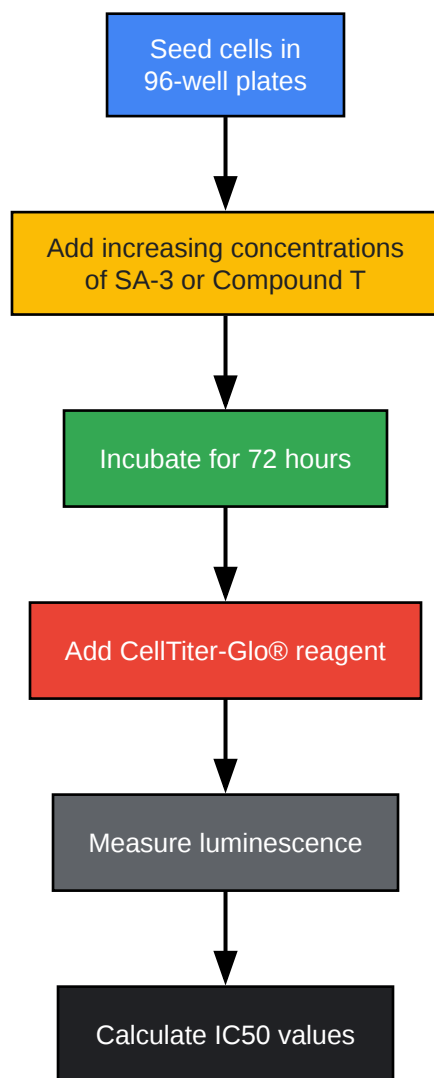 Seed cells in
96-well plates
Add increasing concentrations
of SA-3 or Compound T
Incubate for 72 hours
Add CellTiter-Glo® reagent
Measure luminescence
Calculate IC50 values